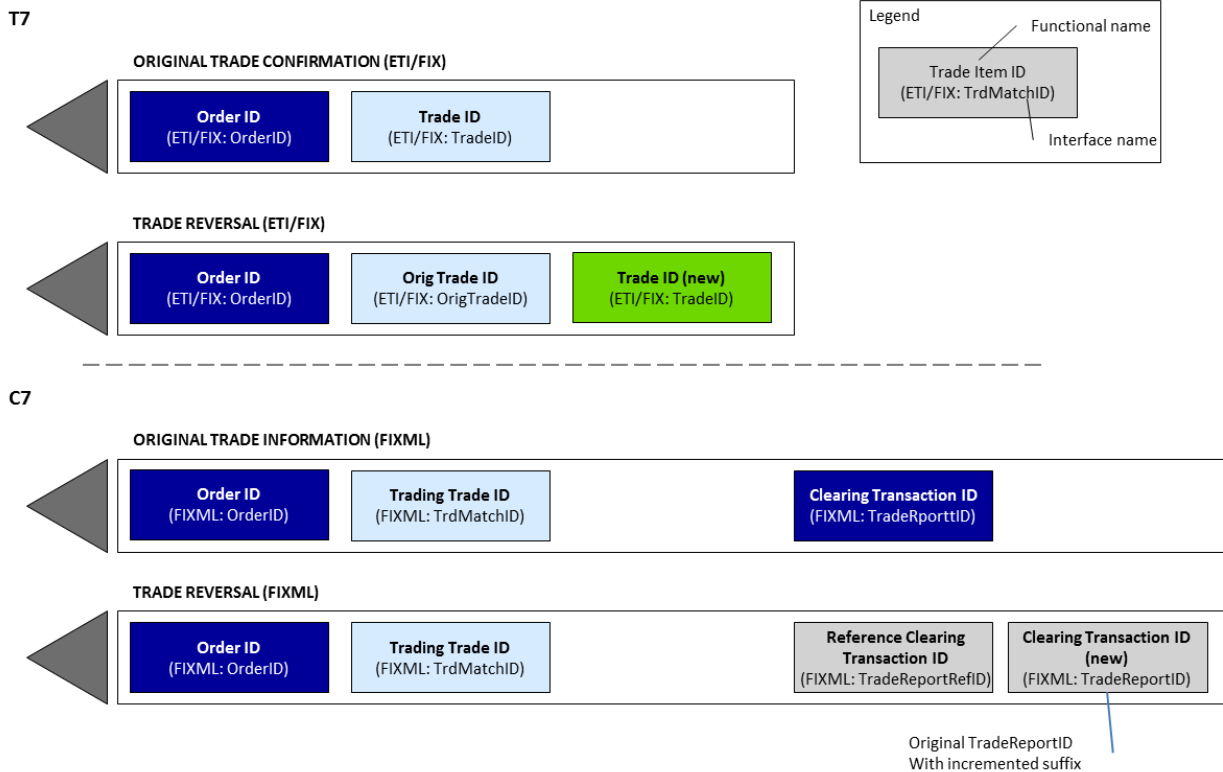 T7
Legend
Functional name
Trade Item ID
(ETI/FIX: TrdMatchID)
Interface name
ORIGINAL TRADE CONFIRMATION (ETI/FIX)
Order ID
(ETI/FIX: OrderID)
Trade ID
(ETI/FIX: TradeID)
TRADE REVERSAL (ETI/FIX)
Order ID
(ETI/FIX: OrderID)
Orig Trade ID
(ETI/FIX: OrigTradeID)
Trade ID (new)
(ETI/FIX: TradeID)
C7
ORIGINAL TRADE INFORMATION (FIXML)
Order ID
(FIXML: OrderID)
Trading Trade ID
(FIXML: TrdMatchID)
Clearing Transaction ID
(FIXML: TradeRporttID)
TRADE REVERSAL (FIXML)
Order ID
(FIXML: OrderID)
Trading Trade ID
(FIXML: TrdMatchID)
Reference Clearing
Transaction ID
(FIXML: TradeReportRefID)
Clearing Transaction ID
(new)
(FIXML: TradeReportID)
Original TradeReportID
With incremented suffix